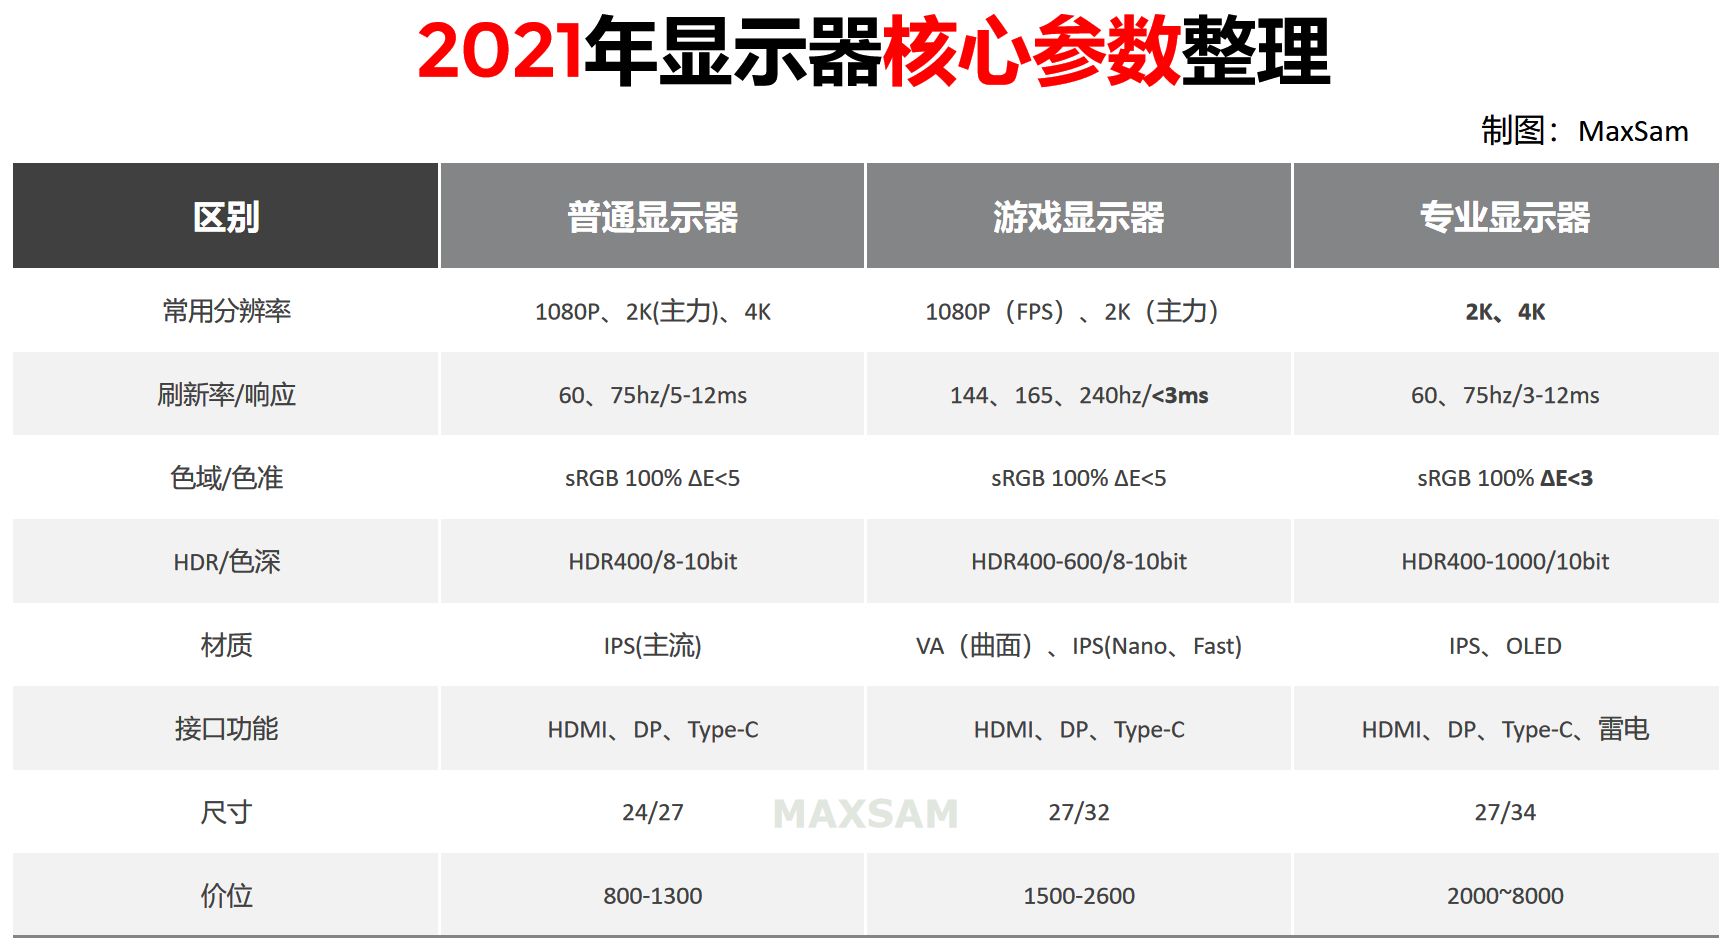 2021年显示器核心参数整理
制图：MaxSam
区别 普通显示器 游戏显示器 专业显示器
常用分辨率 1080P、2K(主力)、4K 1080P（FPS）、2K（主力） 2K、4K
刷新率/响应 60、75hz/5-12ms 144、165、240hz/<3ms 60、75hz/3-12ms
色域/色准 sRGB 100% ΔE<5 sRGB 100% ΔE<5 sRGB 100% ΔE<3
HDR/色深 HDR400/8-10bit HDR400-600/8-10bit HDR400-1000/10bit
材质 IPS(主流) VA（曲面）、IPS(Nano、Fast) IPS、OLED
接口功能 HDMI、DP、Type-C HDMI、DP、Type-C HDMI、DP、Type-C、雷电
尺寸 24/27 MAXSAM 27/32 27/34
价位 800-1300 1500-2600 2000~8000